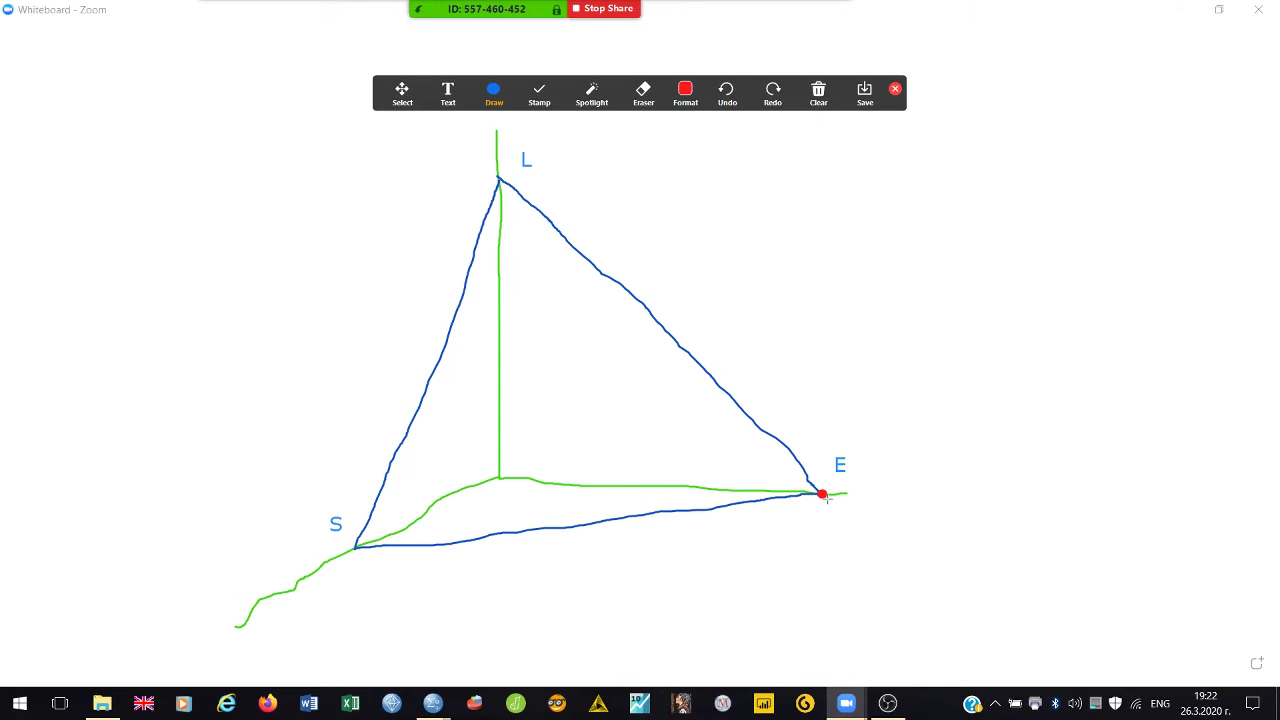 Whiteboard - Zoom
ID: 557-460-452
Stop Share
Select
Text
Draw
Stamp
Spotlight
Eraser
Format
Undo
Redo
Clear
Save
L
E
S
10
ENG
19:22
26.3.2020 г.